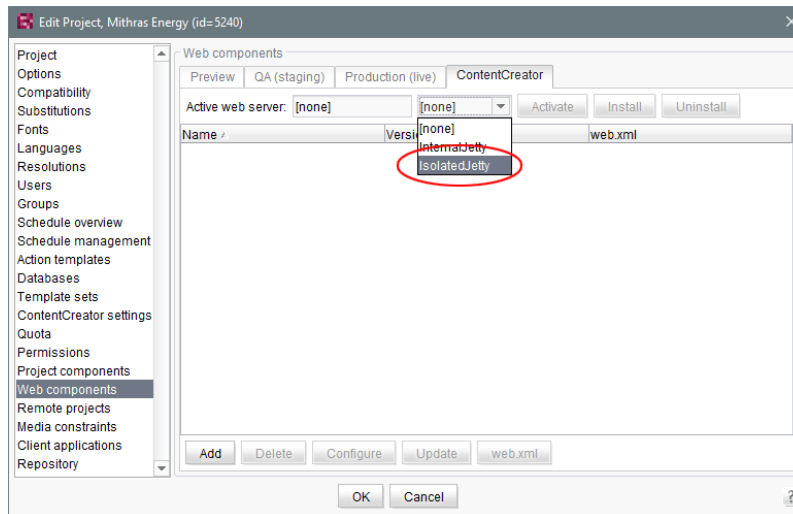 Edit Project, Mithras Energy (id=5240)
Project
Options
Compatibility
Substitutions
Fonts
Languages
Resolutions
Users
Groups
Schedule overview
Schedule management
Action templates
Databases
Template sets
ContentCreator settings
Quota
Permissions
Project components
Web components
Remote projects
Media constraints
Client applications
Repository
Web components
Preview QA (staging) Production (live) ContentCreator
Active web server: [none] [none] Activate Install Uninstall
[none]
InternalJetty
IsolatedJetty
Name Versi web.xml
Add Delete Configure Update web.xml
OK Cancel
?